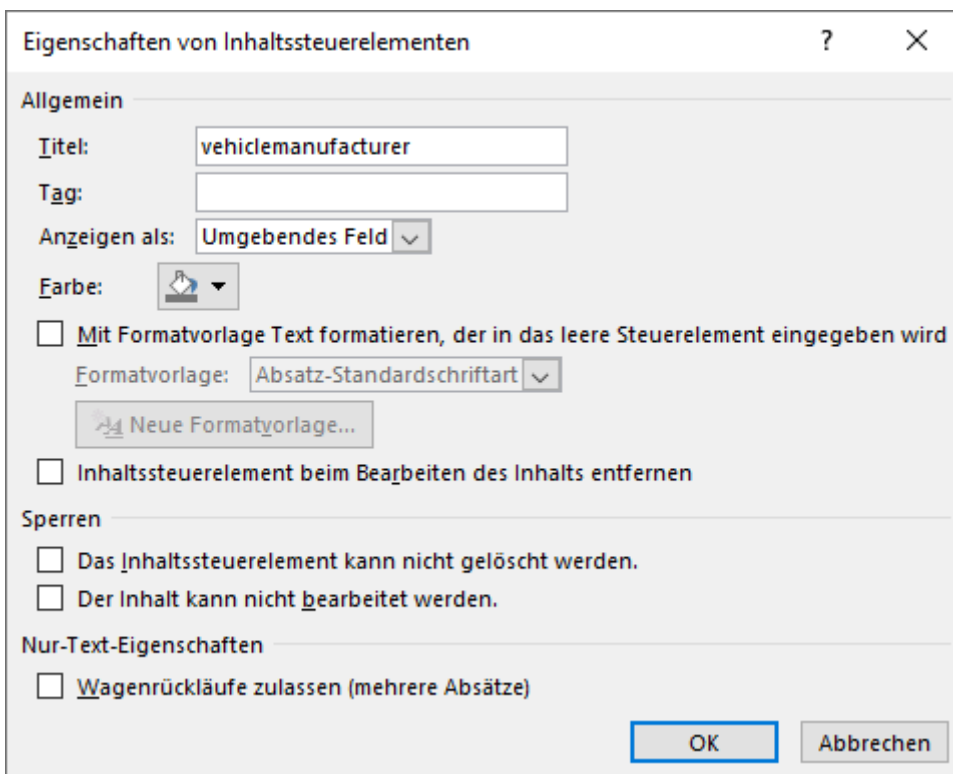 Eigenschaften von Inhaltssteuerelementen ?
Allgemein
Titel: vehiclemanufacturer
Tag:
Anzeigen als: Umgebendes Feld
Farbe:
Mit Formatvorlage Text formatieren, der in das leere Steuerelement eingegeben wird
Formatvorlage: Absatz-Standardschriftart
Neue Formatvorlage...
Inhaltssteuerelement beim Bearbeiten des Inhalts entfernen
Sperren
Das Inhaltssteuerelement kann nicht gelöscht werden.
Der Inhalt kann nicht bearbeitet werden.
Nur-Text-Eigenschaften
Wagenrückläufe zulassen (mehrere Absätze)
OK Abbrechen